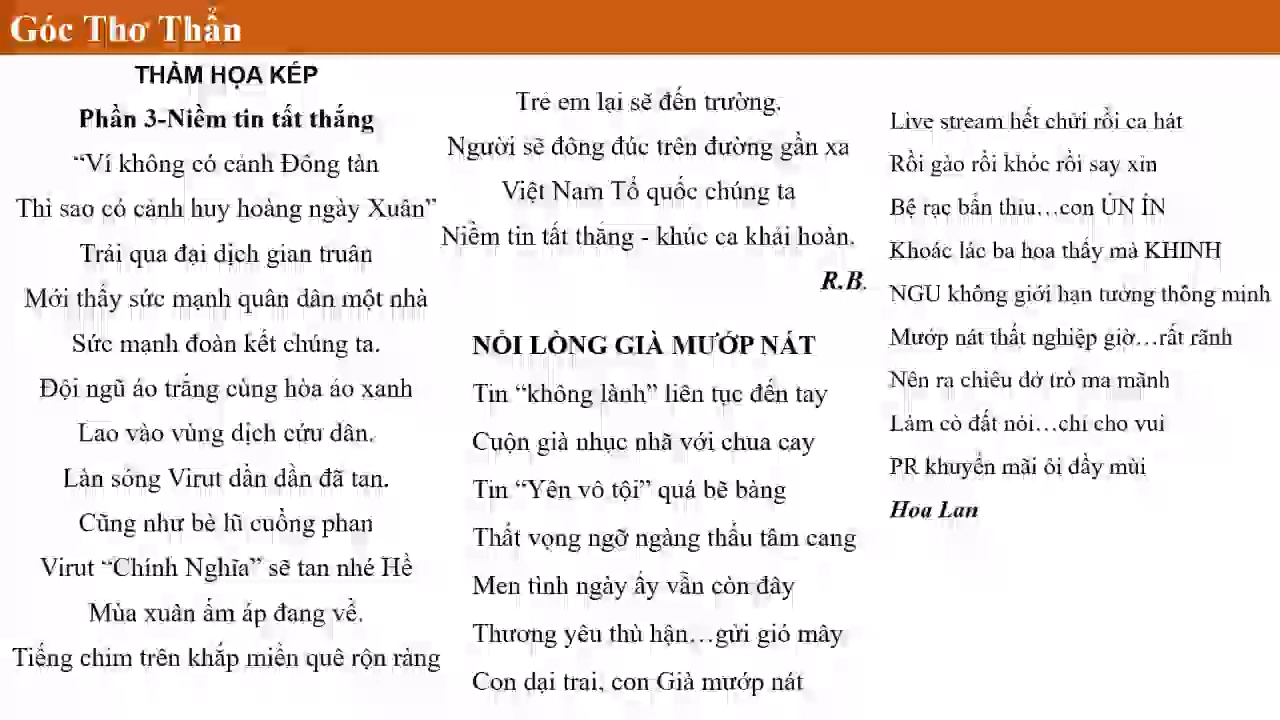 Góc Thơ Thẩn
THẢM HỌA KÉP
Phần 3-Niềm tin tất thắng
“Ví không có cảnh Đông tàn
Thì sao có cảnh huy hoàng ngày Xuân”
Trải qua đại dịch gian truân
Mới thấy sức mạnh quân dân một nhà
Sức mạnh đoàn kết chúng ta.
Đội ngũ áo trắng cùng hòa áo xanh
Lao vào vùng dịch cứu dân.
Làn sóng Virut dần dần đã tan.
Cũng như bè lũ cuồng phan
Virut “Chính Nghĩa” sẽ tan nhé Hề
Mùa xuân ấm áp đang về.
Tiếng chim trên khắp miền quê rộn ràng
Trẻ em lại sẽ đến trường.
Người sẽ đông đúc trên đường gần xa
Việt Nam Tổ quốc chúng ta
Niềm tin tất thắng - khúc ca khải hoàn.
R.B.
NỖI LÒNG GIÀ MƯỚP NÁT
Tin “không lành” liên tục đến tay
Cuộn già nhục nhã với chua cay
Tin “Yên vô tội” quá bẽ bàng
Thất vọng ngỡ ngàng thấu tâm cang
Men tình ngày ấy vẫn còn đây
Thương yêu thù hận…gửi gió mây
Con dại trai, con Già mướp nát
Live stream hết chửi rồi ca hát
Rồi gào rồi khóc rồi say xỉn
Bệ rạc bẩn thỉu…con ỦN ỈN
Khoác lác ba hoa thấy mà KHINH
NGU không giới hạn tưởng thông minh
Mướp nát thất nghiệp giờ…rất rãnh
Nên ra chiêu dở trò ma mãnh
Lảm cò đất nỏi…chỉ cho vui
PR khuyến mãi ôi đầy mùi
Hoa Lan